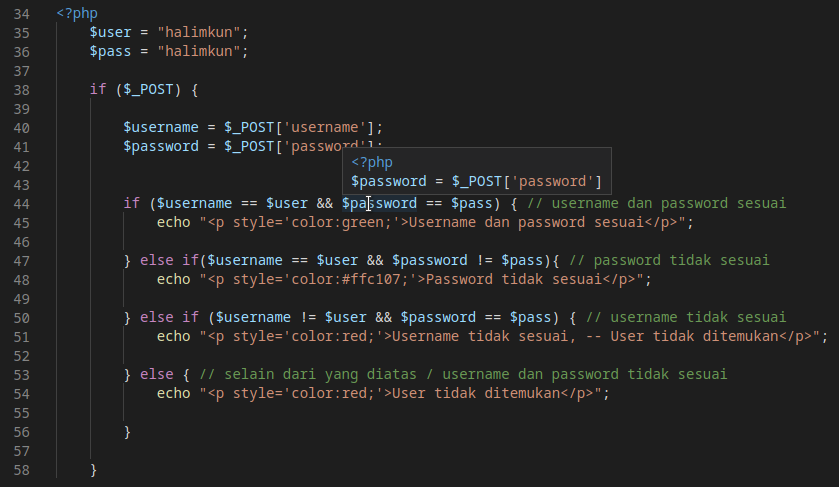 34 <?php
35 $user = "halimkun";
36 $pass = "halimkun";
37
38 if ($_POST) {
39
40 $username = $_POST['username'];
41 $password = $_POST['password'];
42 <?php
43 $password = $_POST['password']
44 if ($username == $user && $password == $pass) { // username dan password sesuai
45 echo "<p style='color:green;'>Username dan password sesuai</p>";
46
47 } else if($username == $user && $password != $pass){ // password tidak sesuai
48 echo "<p style='color:#ffc107;'>Password tidak sesuai</p>";
49
50 } else if ($username != $user && $password == $pass) { // username tidak sesuai
51 echo "<p style='color:red;'>Username tidak sesuai, -- User tidak ditemukan</p>";
52
53 } else { // selain dari yang diatas / username dan password tidak sesuai
54 echo "<p style='color:red;'>User tidak ditemukan</p>";
55
56 }
57
58 }